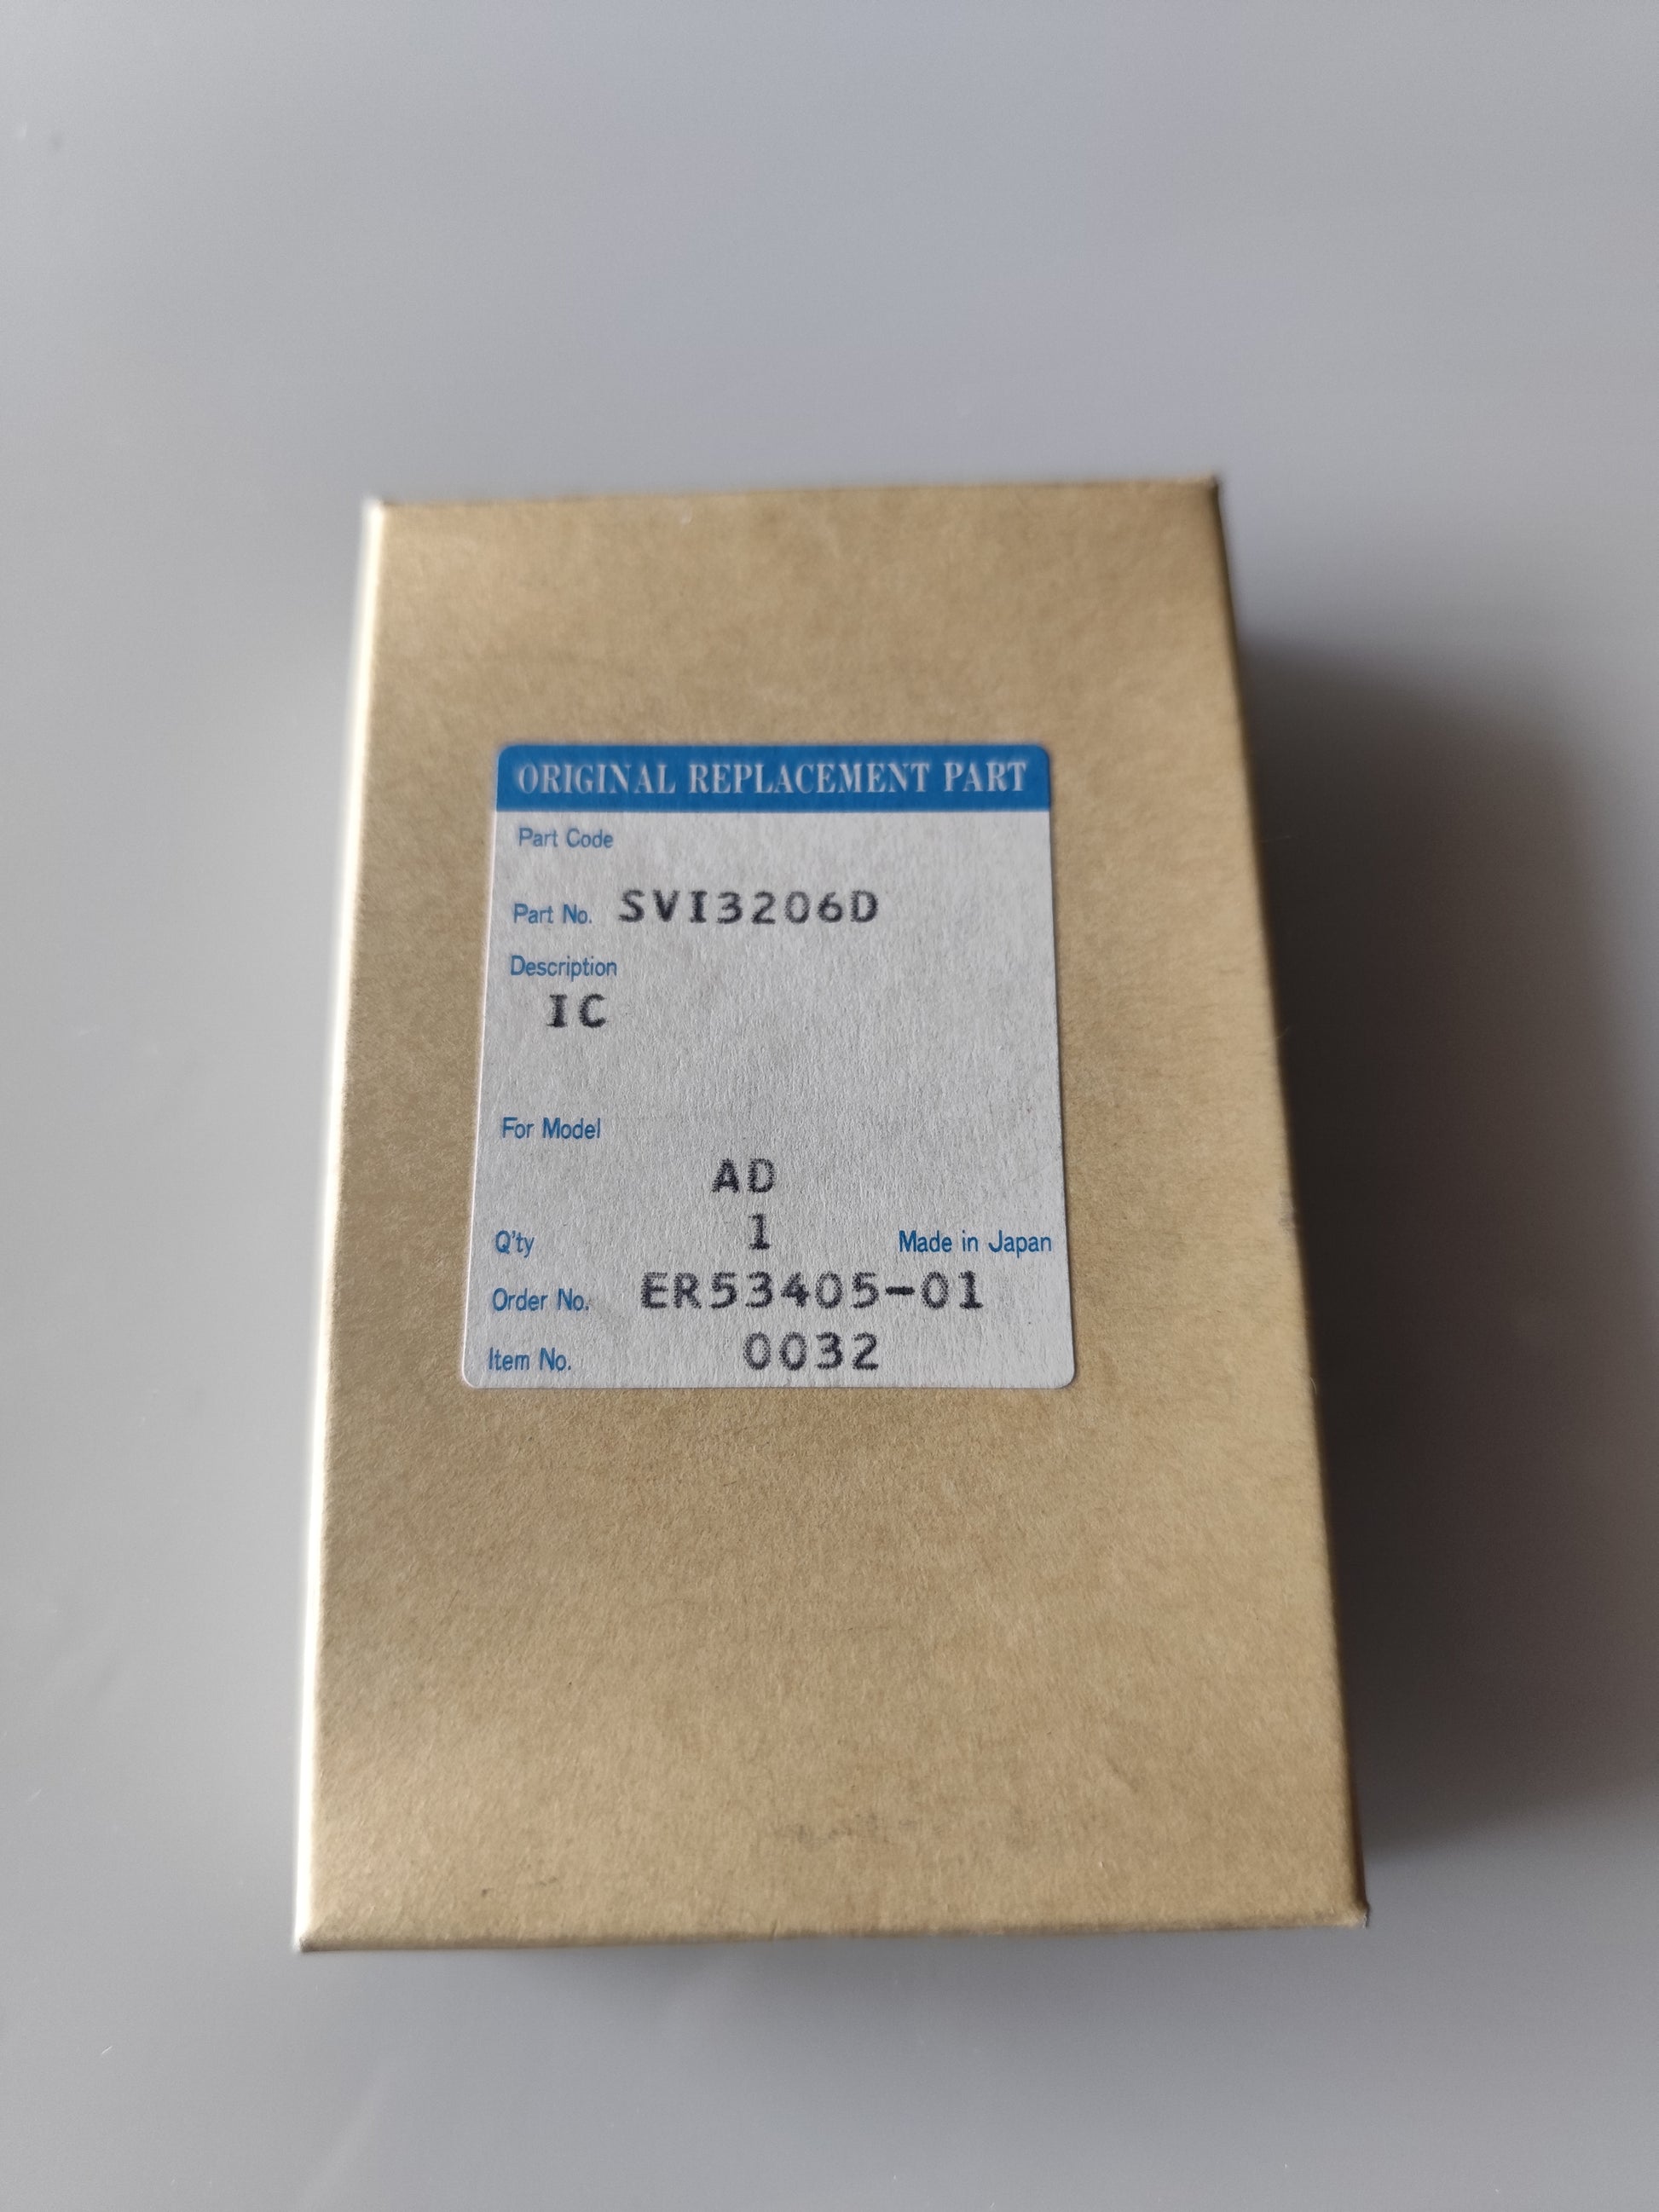 ORIGINAL REPLACEMENT PART
Part Code
Part No. SVI3206D
Description
IC
For Model
AD
Q'ty 1 Made in Japan
Order No. ER53405-01
Item No. 0032